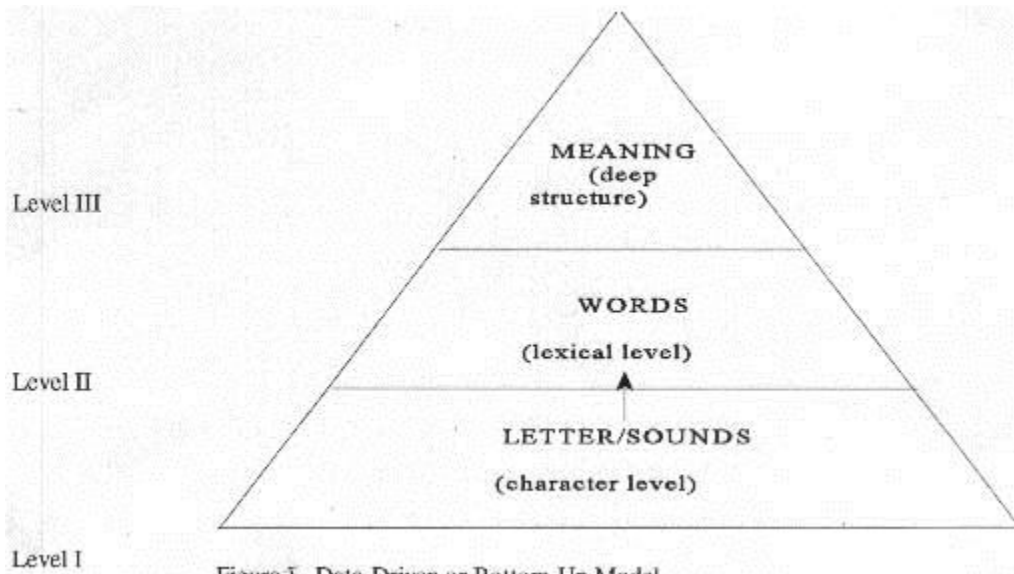 MEANING
(deep
structure)
Level III
WORDS
(lexical level)
Level II
LETTER/SOUNDS
(character level)
Level I
Data-Driven or Bottom-Up Model